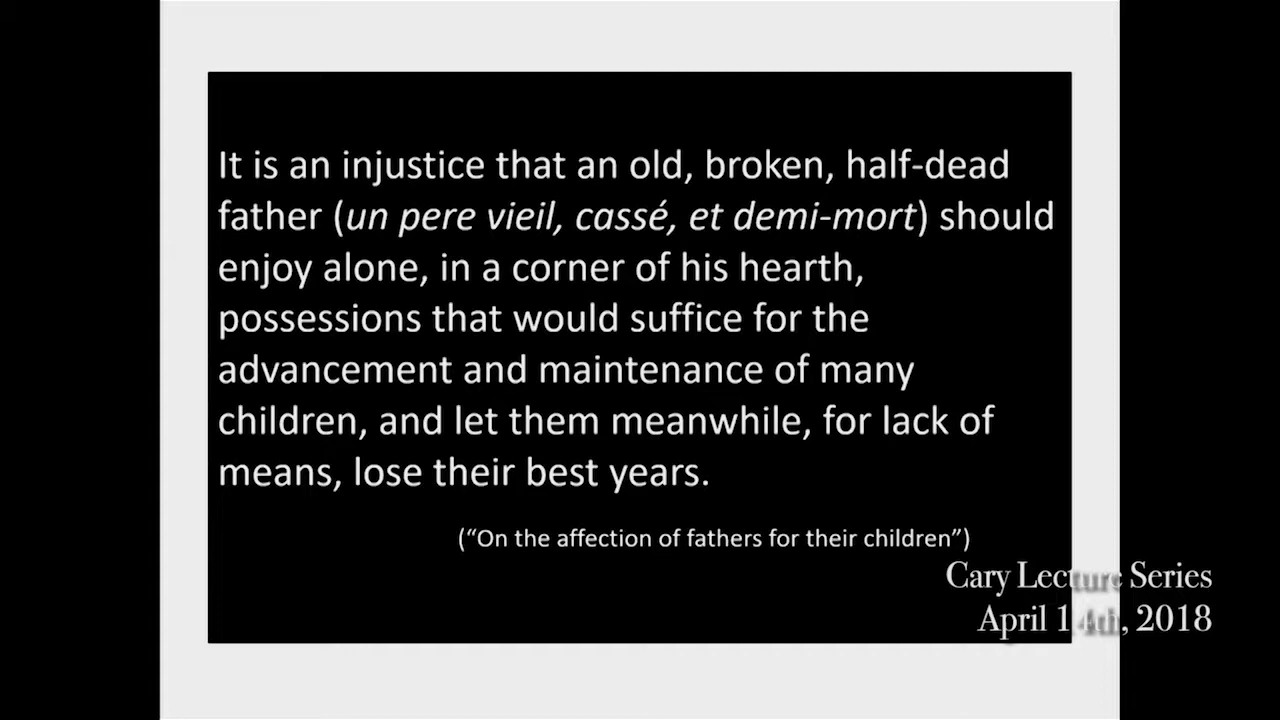 It is an injustice that an old, broken, half-dead
father (un pere vieil, cassé, et demi-mort) should
enjoy alone, in a corner of his hearth,
possessions that would suffice for the
advancement and maintenance of many
children, and let them meanwhile, for lack of
means, lose their best years.
(“On the affection of fathers for their children”)
Cary Lecture Series
April 14th, 2018